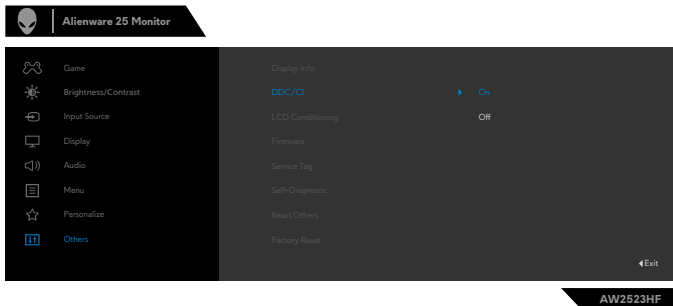 Alienware 25 Monitor
Game
Display Info
Brightness/Contrast
DDC/CI
On
Input Source
LCD Conditioning
Off
Display
Firmware
Audio
Service Tag
Menu
Self-Diagnostic
Personalize
Reset Others
Others
Factory Reset
Exit
AW2523HF